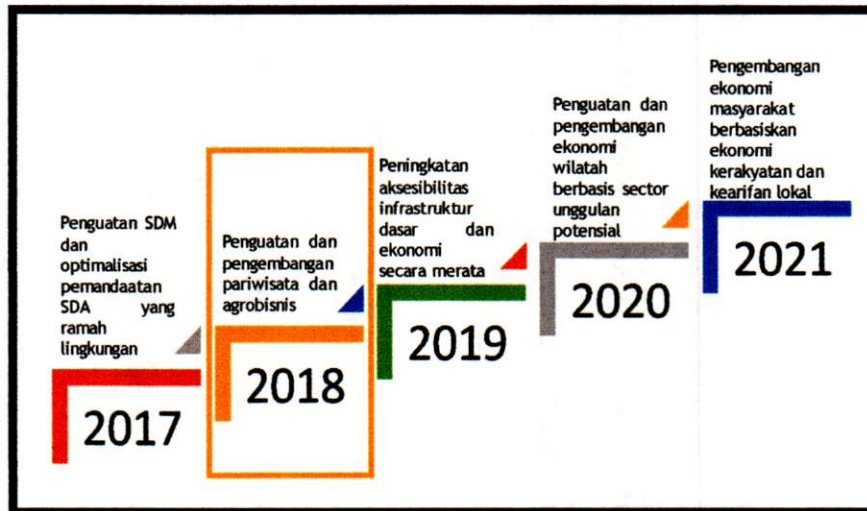 Penguatan SDM
dan
optimalisasi
pemandaatan
SDA yang
ramah
lingkungan
2017
Penguatan dan
pengembangan
pariwisata dan
agrobisnis
2018
Peningkatan
aksesibilitas
infrastruktur
dasar dan
ekonomi
secara merata
2019
Penguatan dan
pengembangan
ekonomi
wilatah
berbasis sector
unggulan
potensial
2020
Pengembangan
ekonomi
masyarakat
berbasiskan
ekonomi
kerakyatan dan
kearifan lokal
2021